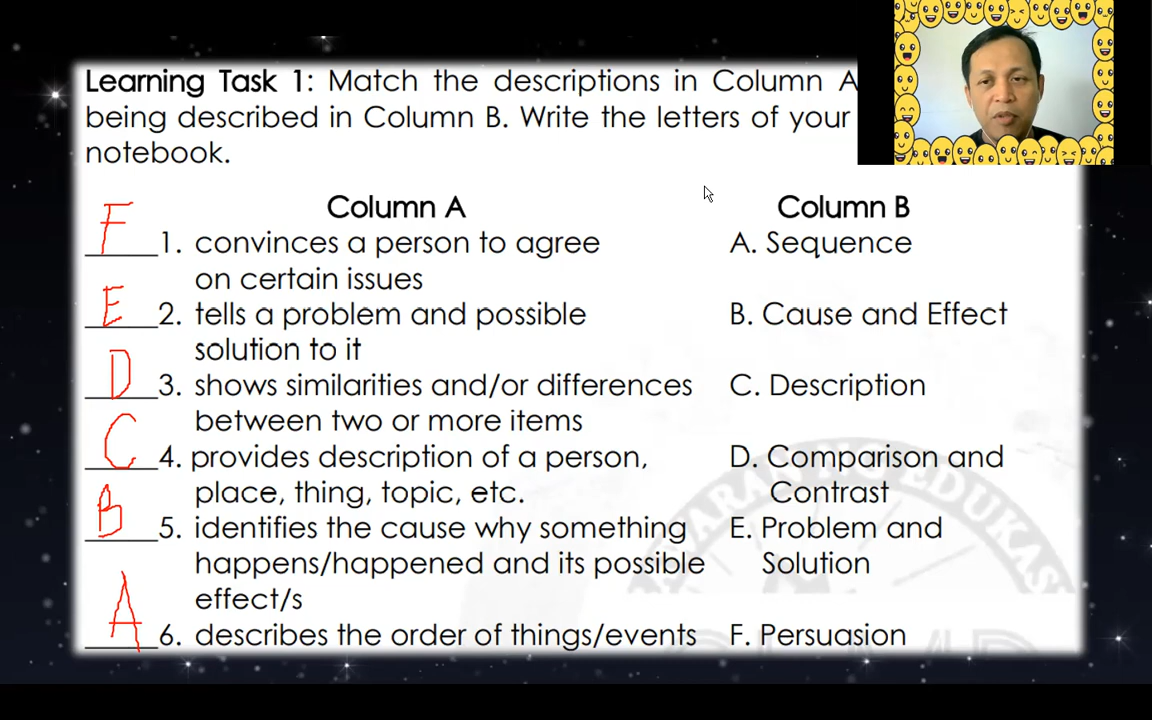 Learning Task 1: Match the descriptions in Column A
being described in Column B. Write the letters of your
notebook.
Column A Column B
F 1. convinces a person to agree A. Sequence
on certain issues
E 2. tells a problem and possible B. Cause and Effect
solution to it
D 3. shows similarities and/or differences C. Description
between two or more items
C 4. provides description of a person, D. Comparison and
place, thing, topic, etc. Contrast
B 5. identifies the cause why something E. Problem and
happens/happened and its possible Solution
effect/s
A 6. describes the order of things/events F. Persuasion